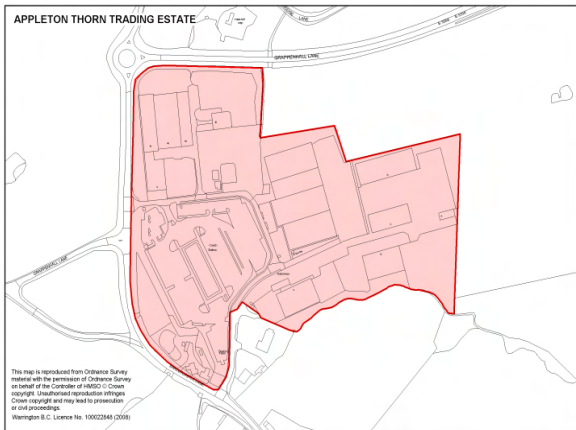 APPLETON THORN TRADING ESTATE
GRAPPENHALL LANE
GRAPPENHALL LANE
This map is reproduced from Ordnance Survey
material with the permission of Ordnance Survey
on behalf of the Controller of HMSO © Crown
copyright. Unauthorised reproduction infringes
Crown copyright and may lead to prosecution
or civil proceedings.
Warrington B.C. Licence No. 100022848 (2008)